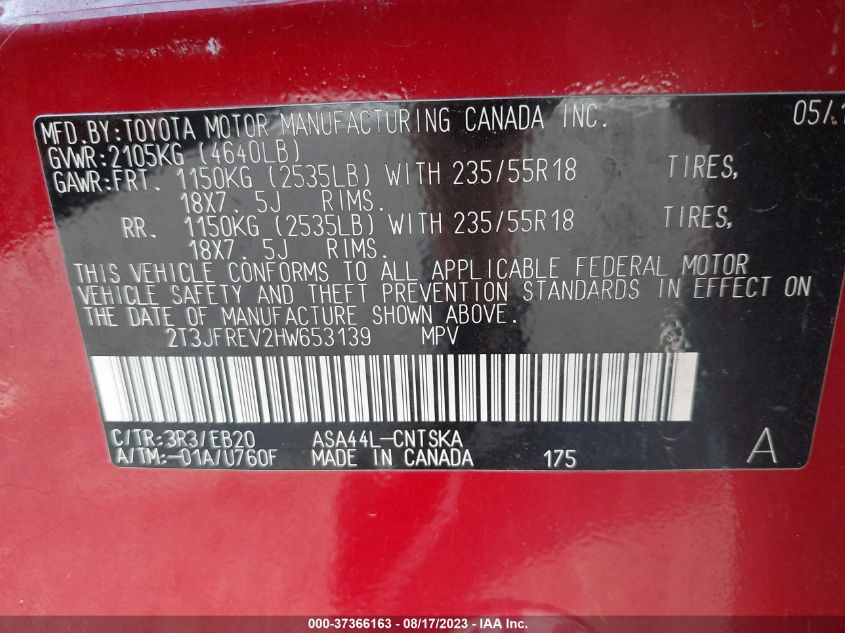 MFD.BY:TOYOTA MOTOR MANUFACTURING CANADA INC. 05/1
GVWR:2105KG (4640LB)
GAWR:FRT. 1150KG (2535LB) WITH 235/55R18 TIRES,
18X7. 5J RIMS.
RR. 1150KG (2535LB) WITH 235/55R18 TIRES,
18X7. 5J RIMS.
THIS VEHICLE CONFORMS TO ALL APPLICABLE FEDERAL MOTOR
VEHICLE SAFETY AND THEFT PREVENTION STANDARDS IN EFFECT ON
THE DATE OF MANUFACTURE SHOWN ABOVE.
2T3JFREV2HW653139 MPV
C/TR:3R3/EB20 ASA44L-CNTSKA
A/TM:-01A/U760F MADE IN CANADA 175 A
000-37366163 - 08/17/2023 - IAA Inc.